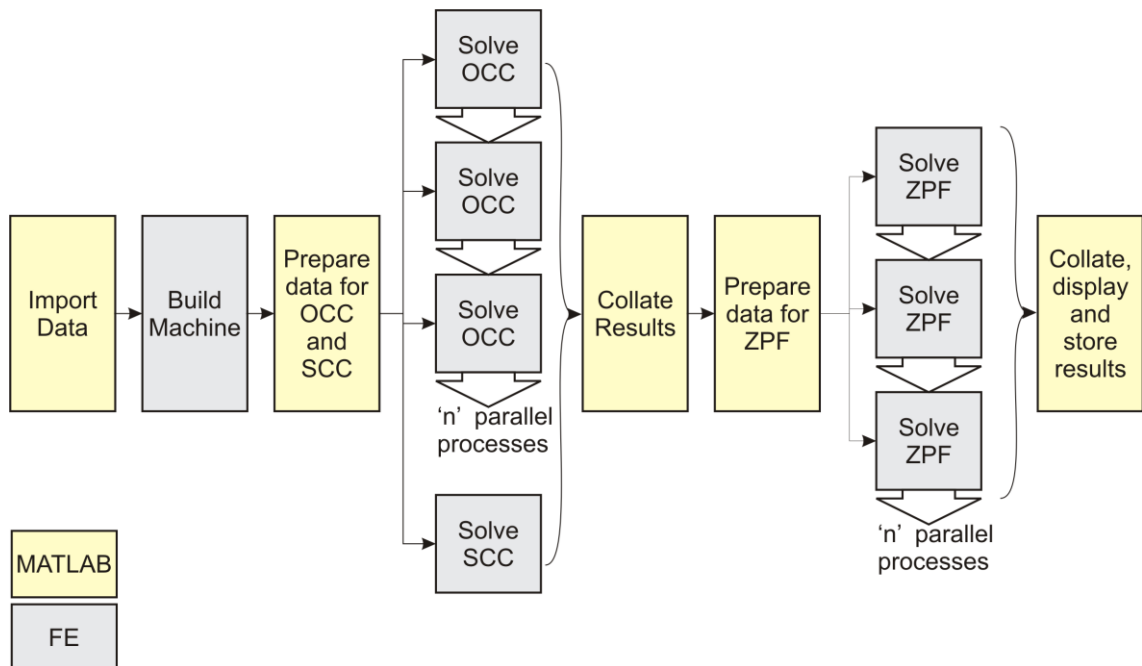 Import
Data
Build
Machine
Prepare
data for
OCC
and
SCC
Solve
OCC
Solve
OCC
Solve
OCC
‘n’ parallel
processes
Solve
SCC
Collate
Results
Prepare
data for
ZPF
Solve
ZPF
Solve
ZPF
Solve
ZPF
‘n’ parallel
processes
Collate,
display
and
store
results
MATLAB
FE